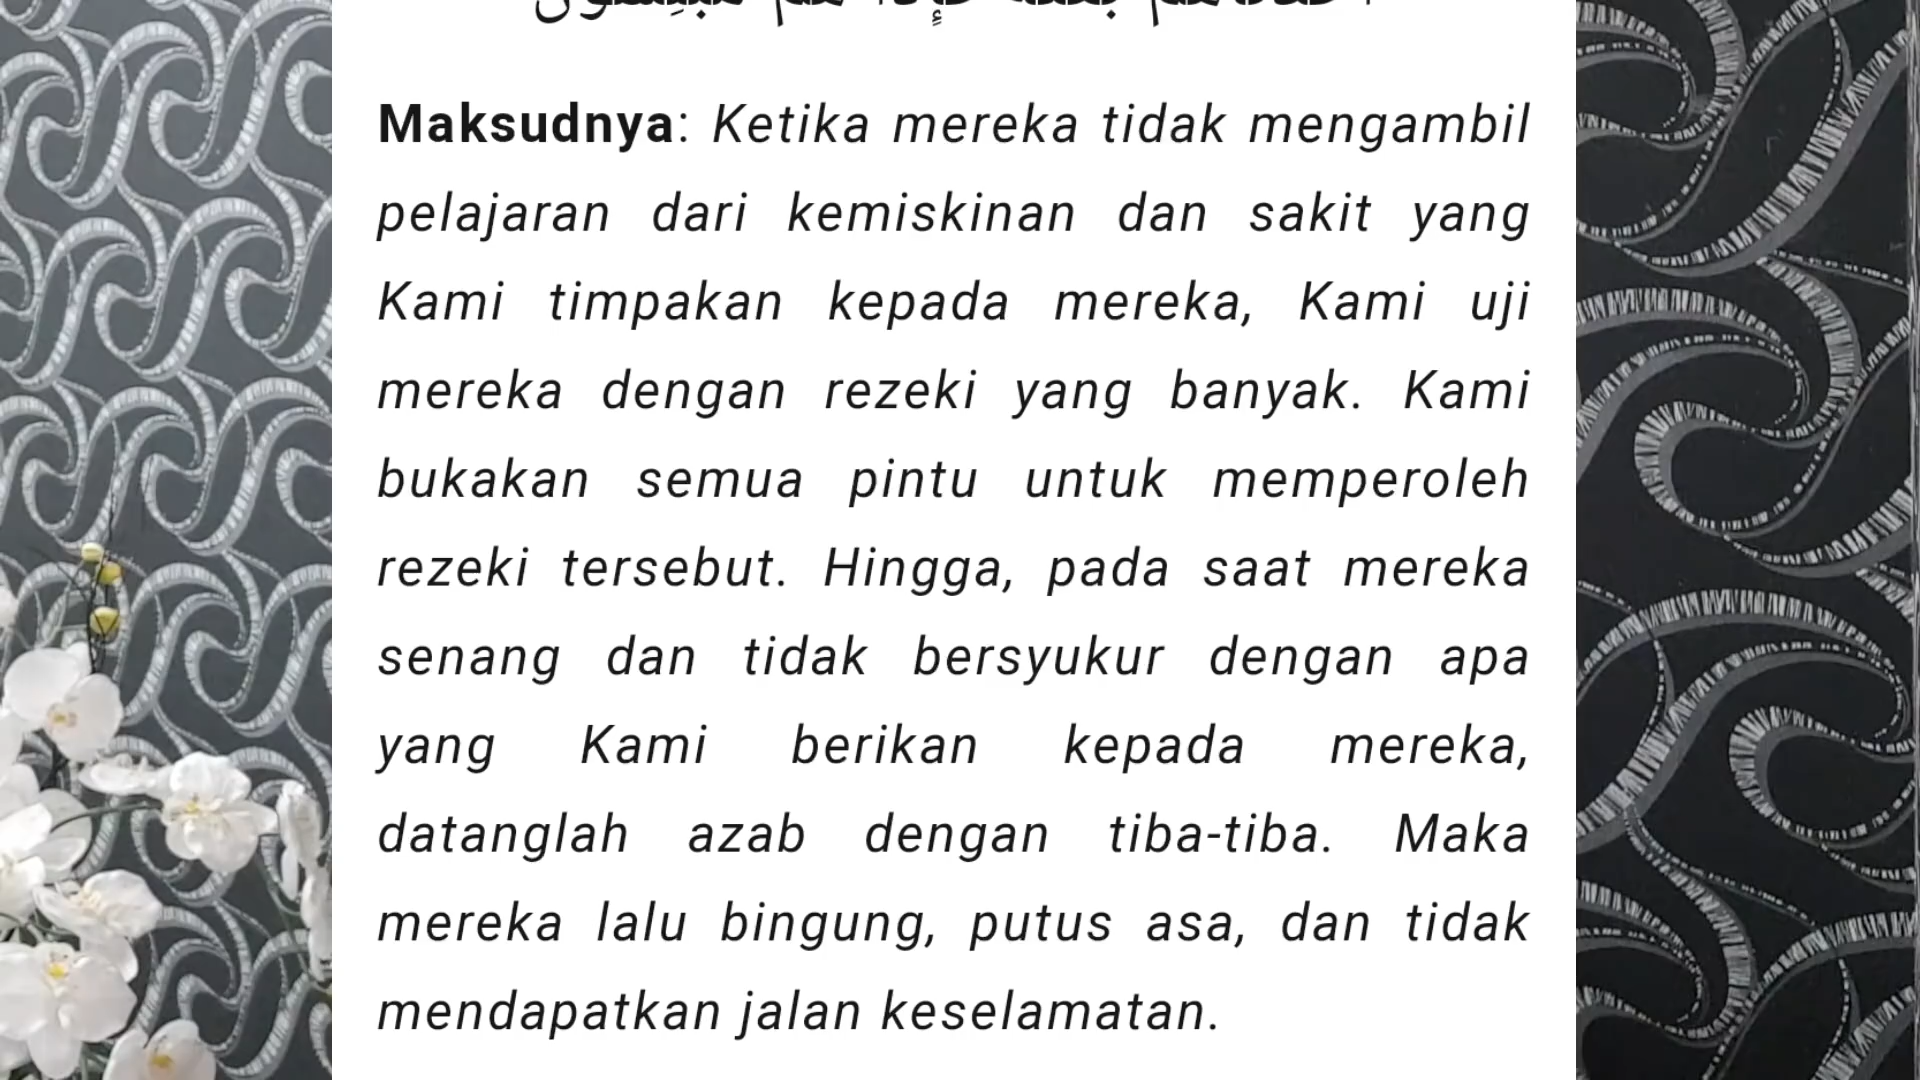 Maksudnya: Ketika mereka tidak mengambil
pelajaran dari kemiskinan dan sakit yang
Kami timpakan kepada mereka, Kami uji
mereka dengan rezeki yang banyak. Kami
bukakan semua pintu untuk memperoleh
rezeki tersebut. Hingga, pada saat mereka
senang dan tidak bersyukur dengan apa
yang Kami berikan kepada mereka,
datanglah azab dengan tiba-tiba. Maka
mereka lalu bingung, putus asa, dan tidak
mendapatkan jalan keselamatan.